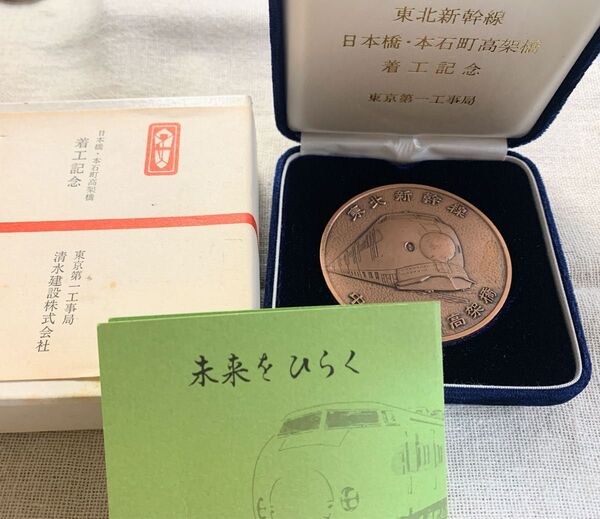 東北新幹線
日本橋・本石町高架橋
着工記念
東京第一工事局
日本橋・本石町高架橋
着工記念
東京第一工事局
清水建設株式会社
東北新幹線
高架橋
未来をひらく